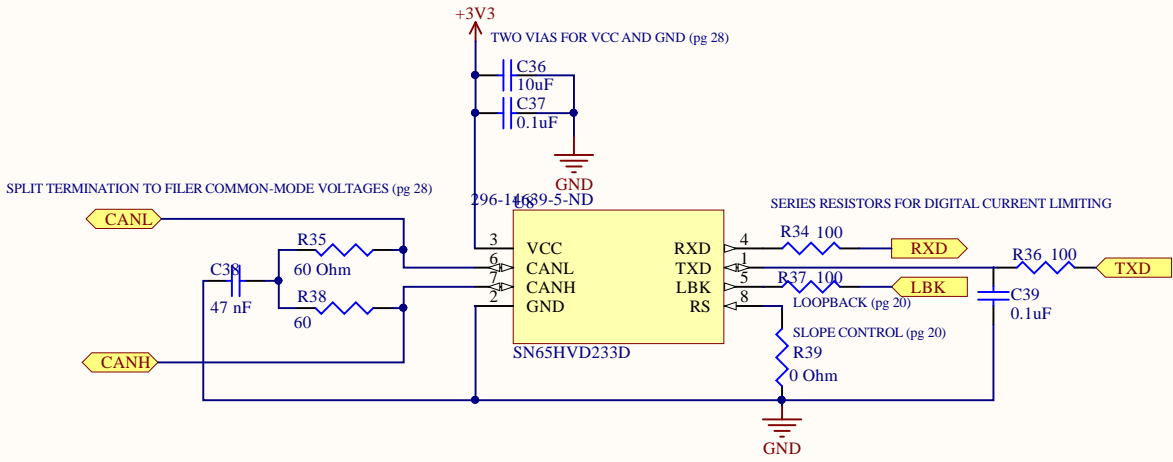 +3V3
TWO VIAS FOR VCC AND GND (pg 28)
C36
10uF
C37
0.1uF
GND
SPLIT TERMINATION TO FILER COMMON-MODE VOLTAGES (pg 28)
296-14639-5-ND
U8
SERIES RESISTORS FOR DIGITAL CURRENT LIMITING
CANL
R35
60 Ohm
C38
47 nF
R38
60
CANH
3 VCC
6 CANL
7 CANH
2 GND
RXD 4
TXD 1
LBK 5
RS 8
SN65HVD233D
R34 100
RXD
R36 100
TXD
R37 100
LBK
LOOPBACK (pg 20)
C39
0.1uF
SLOPE CONTROL (pg 20)
R39
0 Ohm
GND